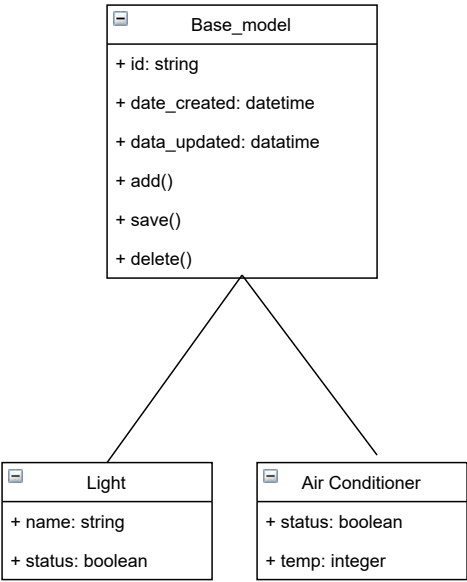 Base_model
+ id: string
+ date_created: datetime
+ data_updated: datatime
+ add()
+ save()
+ delete()
Light
+ name: string
+ status: boolean
Air Conditioner
+ status: boolean
+ temp: integer